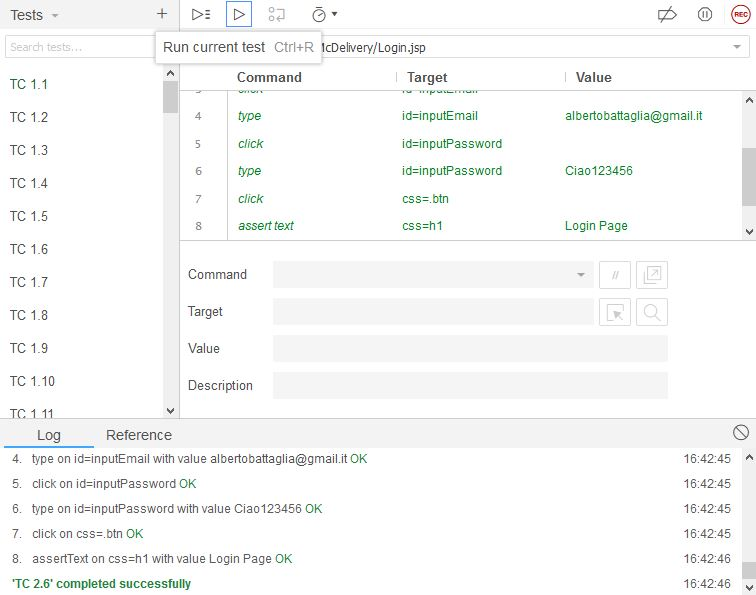 Tests
REC
Search tests...
Run current test Ctrl+R
McDelivery/Login.jsp
Command Target Value
TC 1.1
TC 1.2
TC 1.3
TC 1.4
TC 1.5
TC 1.6
TC 1.7
TC 1.8
TC 1.9
TC 1.10
TC 1.11
3 click id=inputEmail
4 type id=inputEmail albertobattaglia@gmail.it
5 click id=inputPassword
6 type id=inputPassword Ciao123456
7 click css=.btn
8 assert text css=h1 Login Page
Command //
Target
Value
Description
Log Reference
4. type on id=inputEmail with value albertobattaglia@gmail.it OK 16:42:45
5. click on id=inputPassword OK 16:42:45
6. type on id=inputPassword with value Ciao123456 OK 16:42:45
7. click on css=.btn OK 16:42:45
8. assertText on css=h1 with value Login Page OK 16:42:46
'TC 2.6' completed successfully 16:42:46